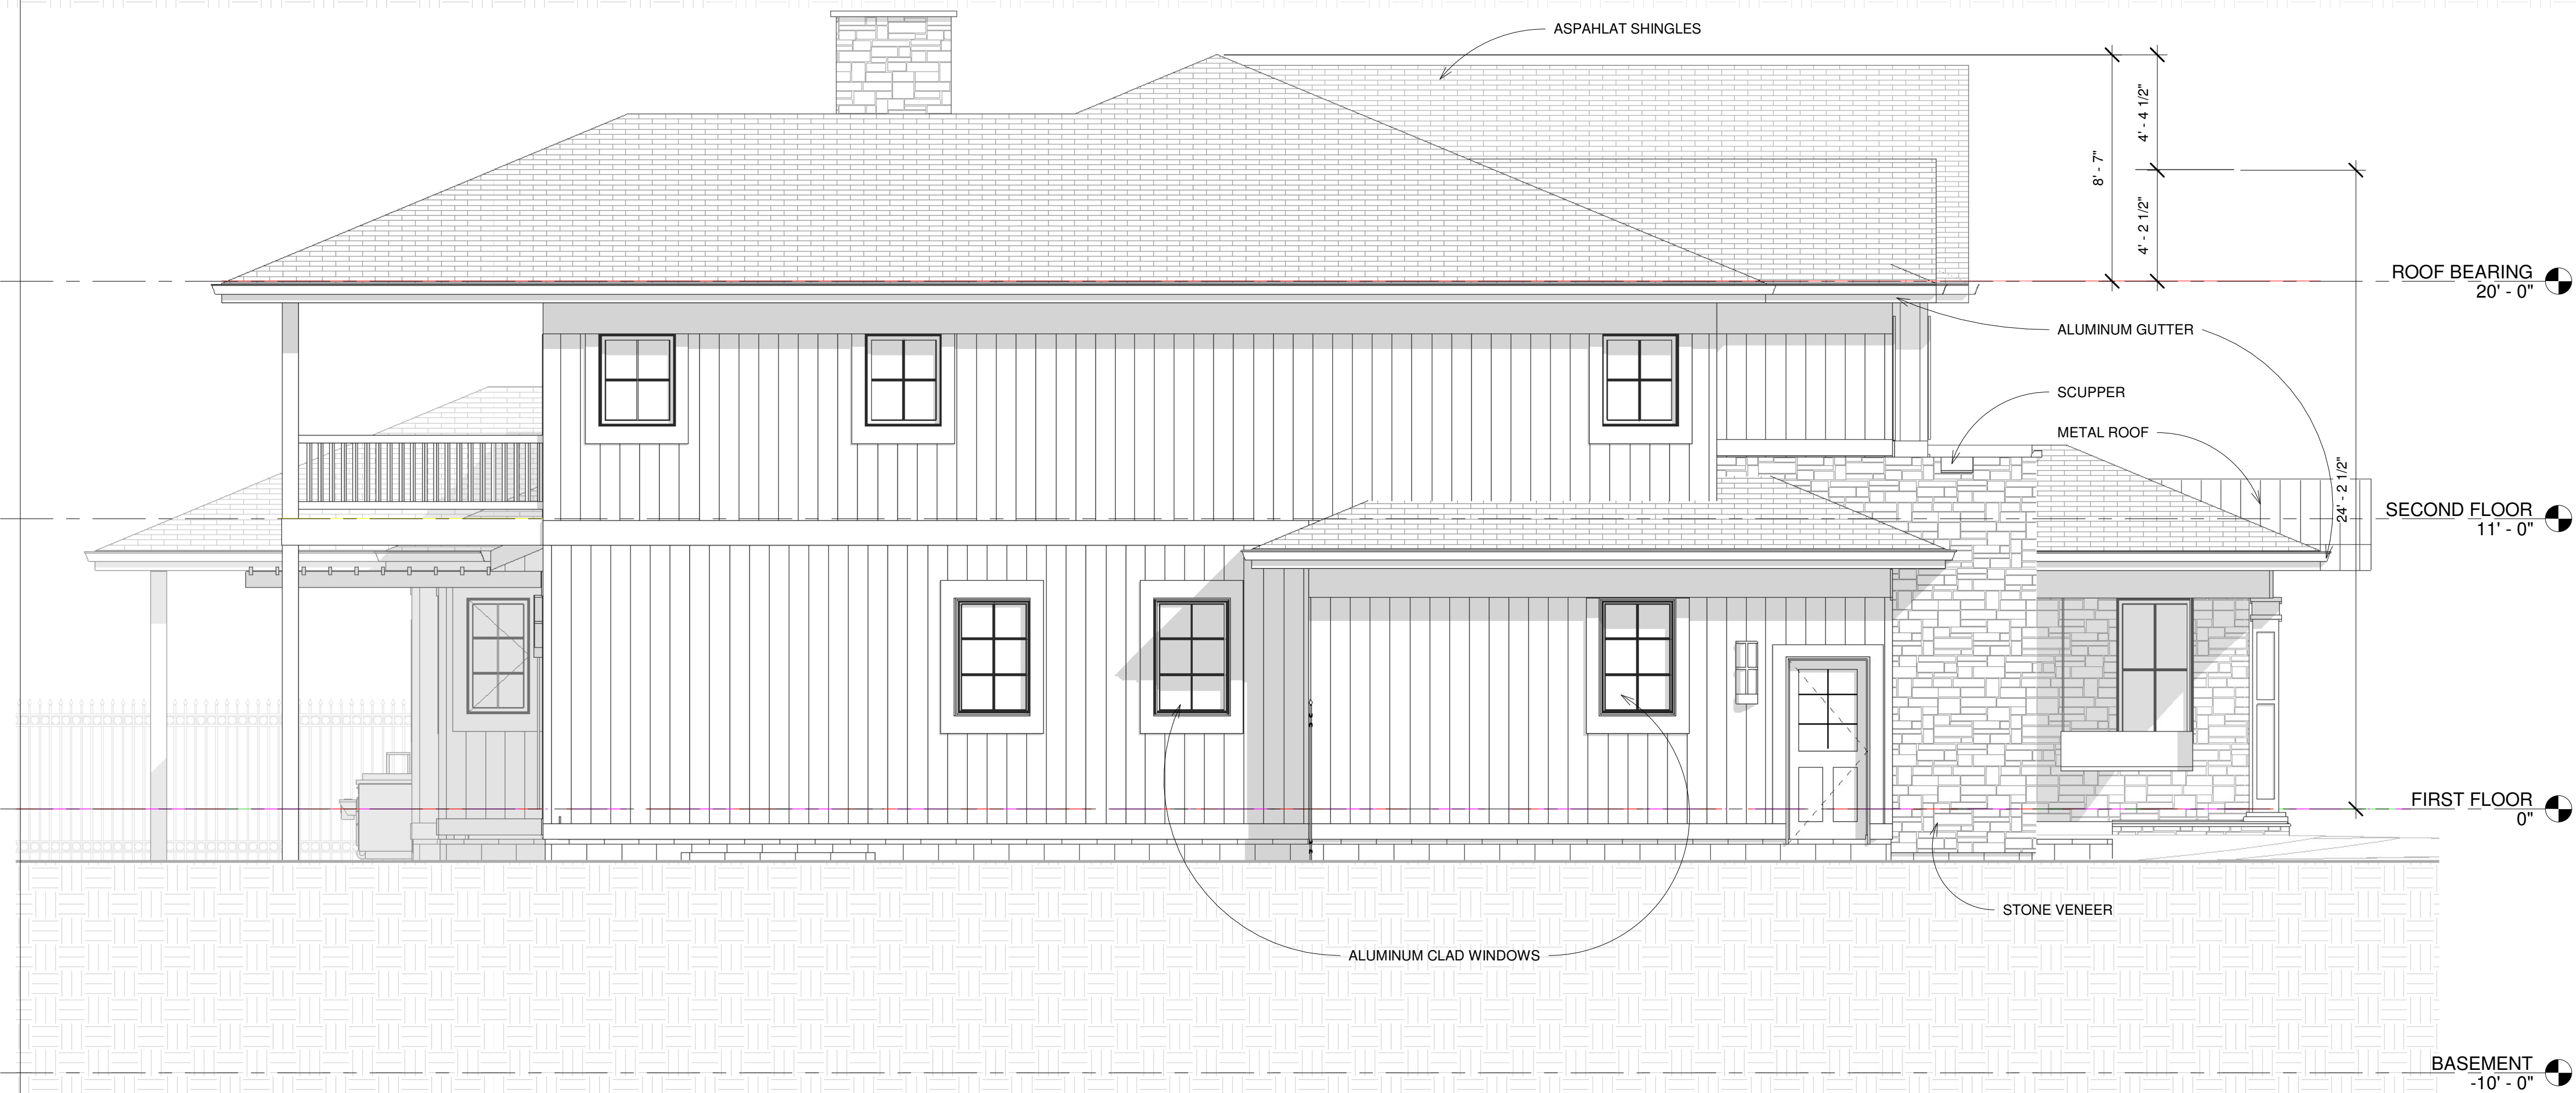 ASPAHLAT SHINGLES
4' - 4 1/2"
8' - 7"
4' - 2 1/2"
ROOF BEARING
20' - 0"
ALUMINUM GUTTER
SCUPPER
METAL ROOF
24' - 2 1/2"
SECOND FLOOR
11' - 0"
FIRST FLOOR
0"
STONE VENEER
ALUMINUM CLAD WINDOWS
BASEMENT
-10' - 0"